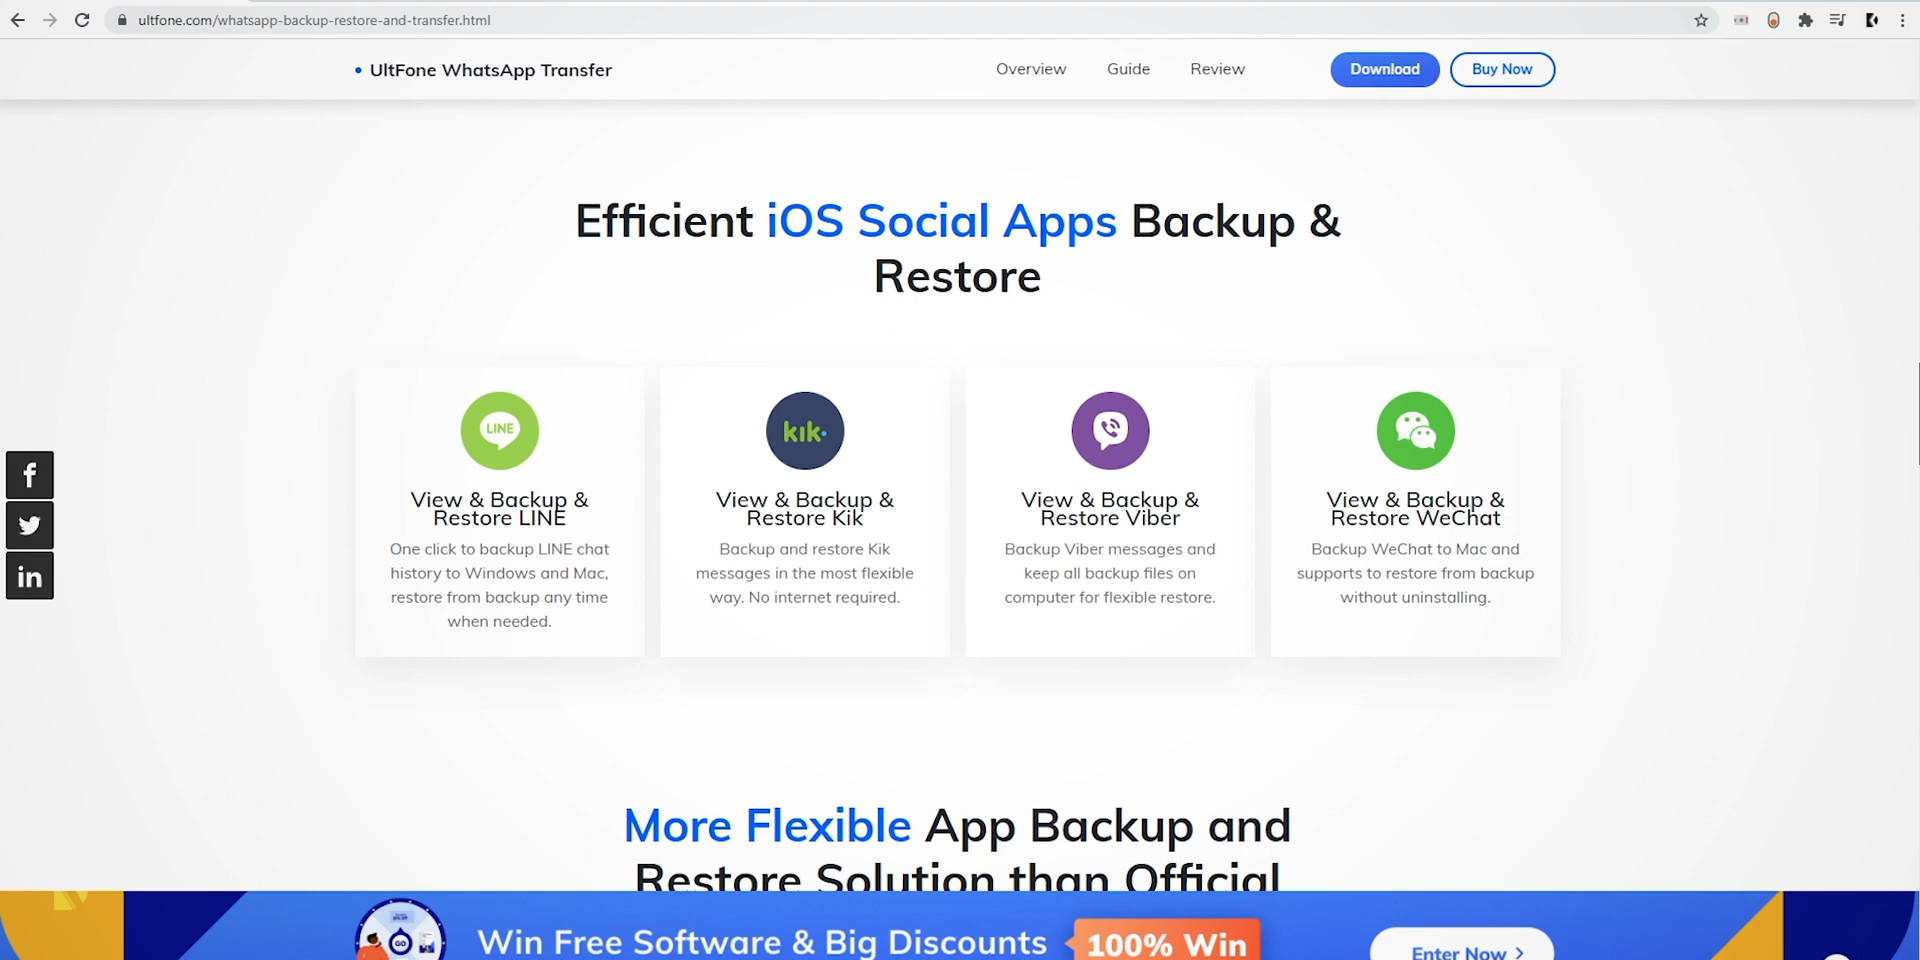 ultfone.com/whatsapp-backup-restore-and-transfer.html
UltFone WhatsApp Transfer
Overview
Guide
Review
Download
Buy Now
Efficient iOS Social Apps Backup &
Restore
LINE
kik
View & Backup &
Restore LINE
One click to backup LINE chat
history to Windows and Mac,
restore from backup any time
when needed.
View & Backup &
Restore Kik
Backup and restore Kik
messages in the most flexible
way. No internet required.
View & Backup &
Restore Viber
Backup Viber messages and
keep all backup files on
computer for flexible restore.
View & Backup &
Restore WeChat
Backup WeChat to Mac and
supports to restore from backup
without uninstalling.
f
in
More Flexible App Backup and
Restore Solution than Official
GO
Win Free Software & Big Discounts
100% Win
Enter Now